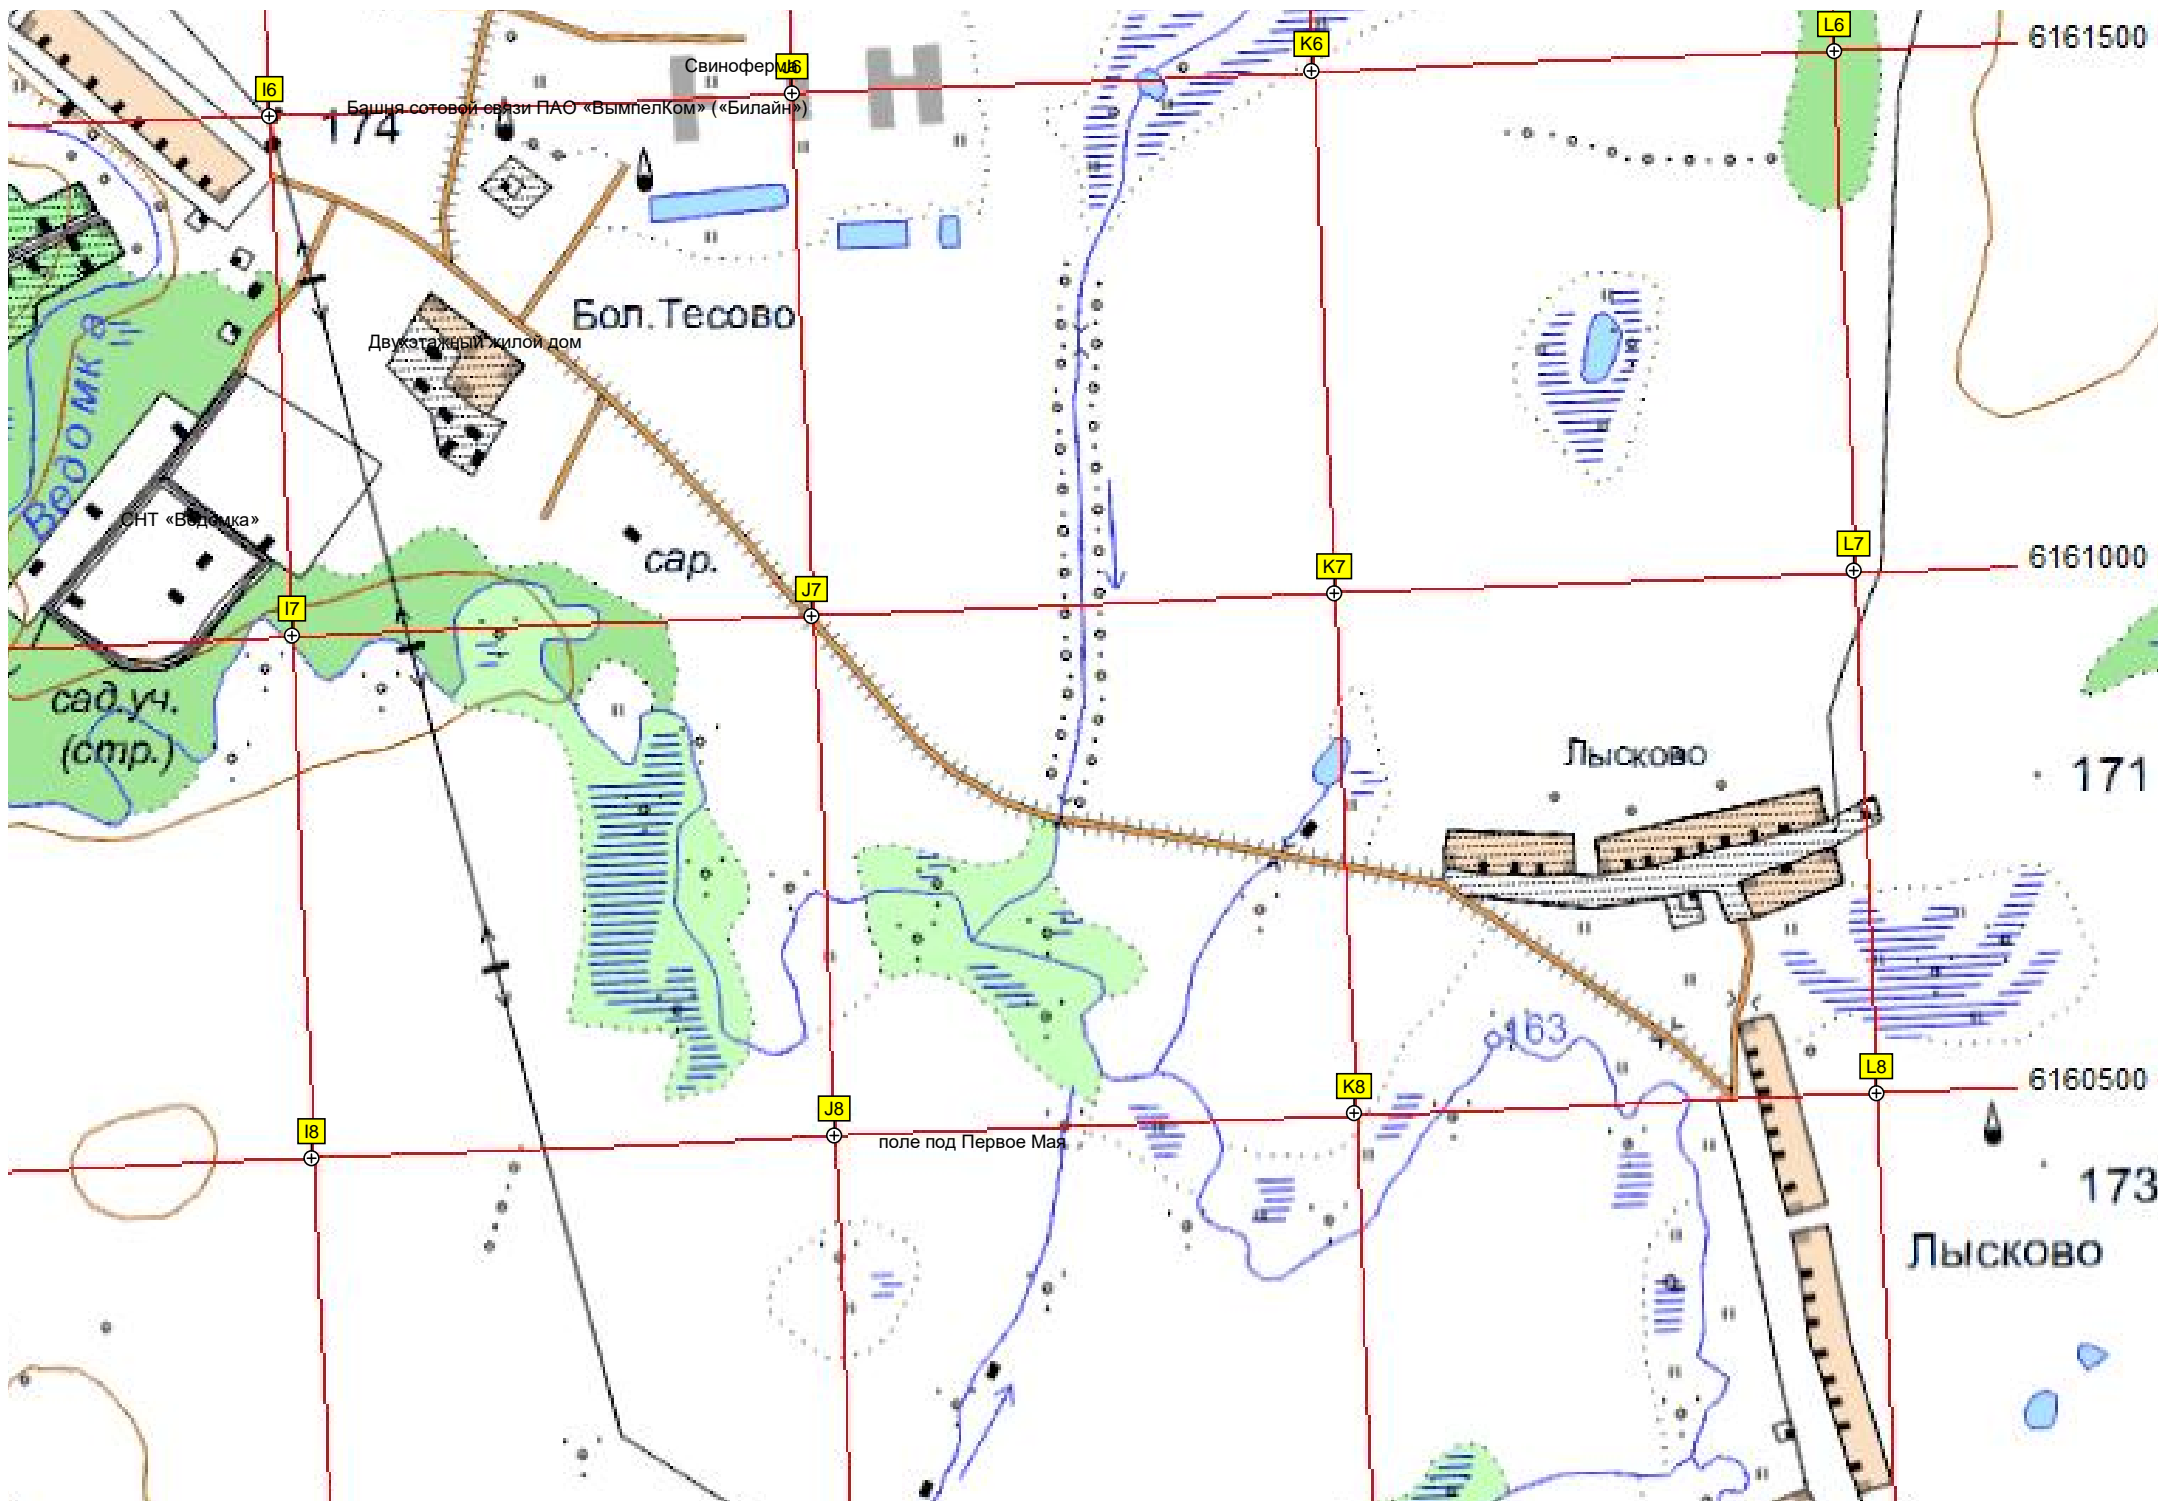 L6
6161500
K6
Свиноферма
J6
I6
Башня сотовой связи ПАО «ВымпелКом» («Билайн»)
174
Бол. Тесово
Двухэтажный жилой дом
Ведомка
СНТ «Ведомка»
L7
6161000
сар.
K7
J7
I7
сад.уч.
(стр.)
Лысково
171
163
L8
6160500
K8
J8
I8
поле под Первое Мая
173
Лысково